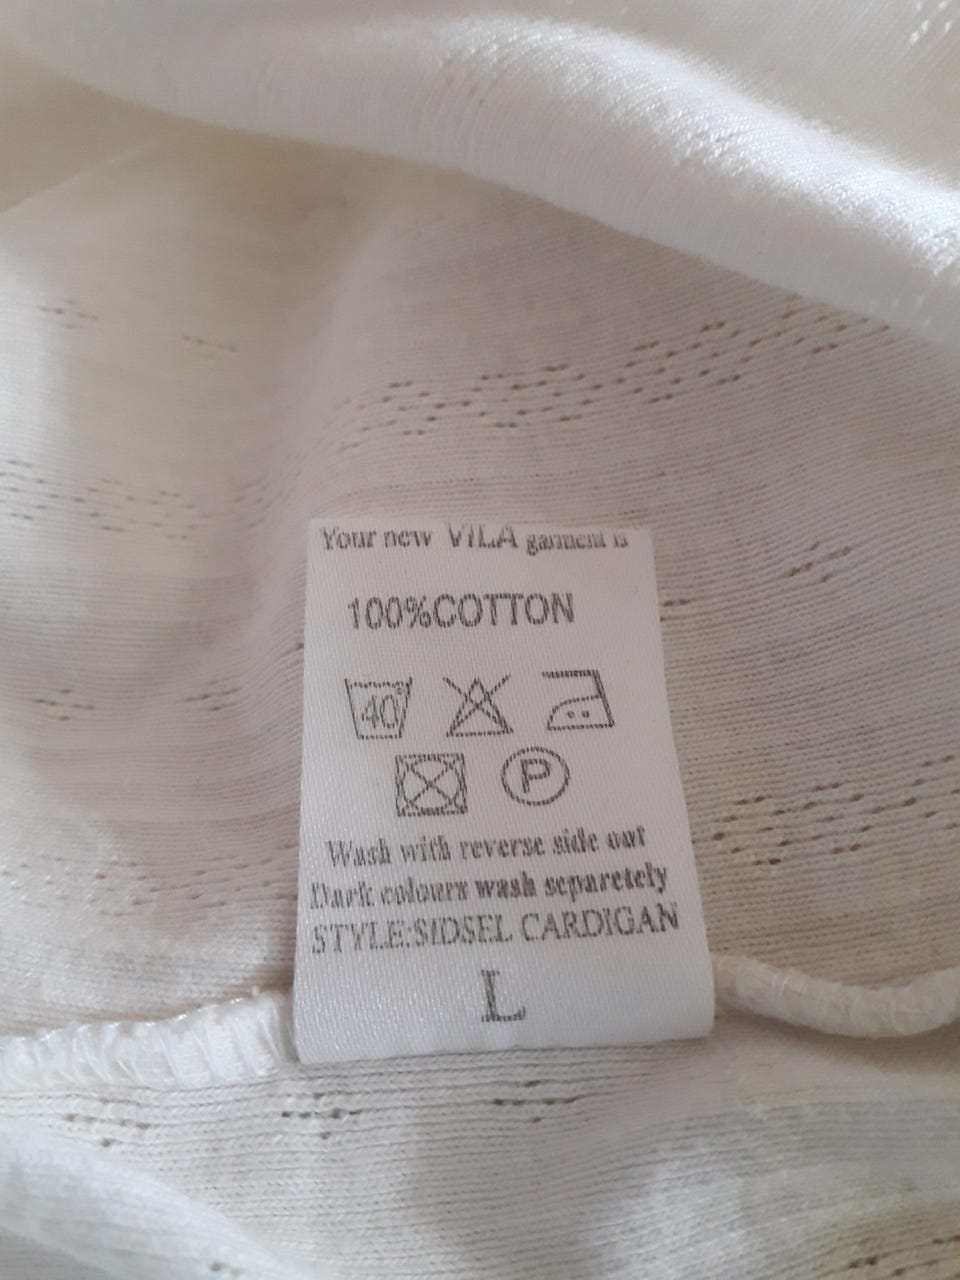 Your new VILA garment is
100%COTTON
40°
P
Wash with reverse side out
Dark colours wash separetely
STYLE:SIDSEL CARDIGAN
L